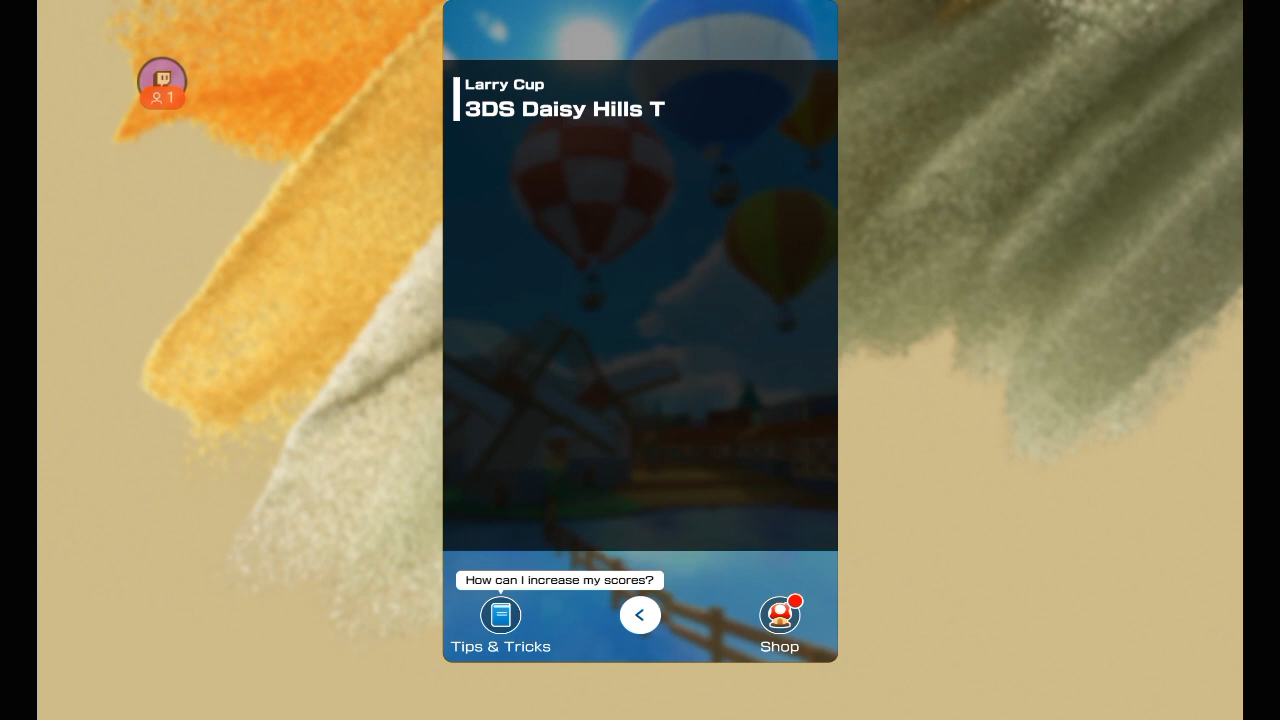 1
Larry Cup
3DS Daisy Hills T
How can I increase my scores?
Tips & Tricks
Shop